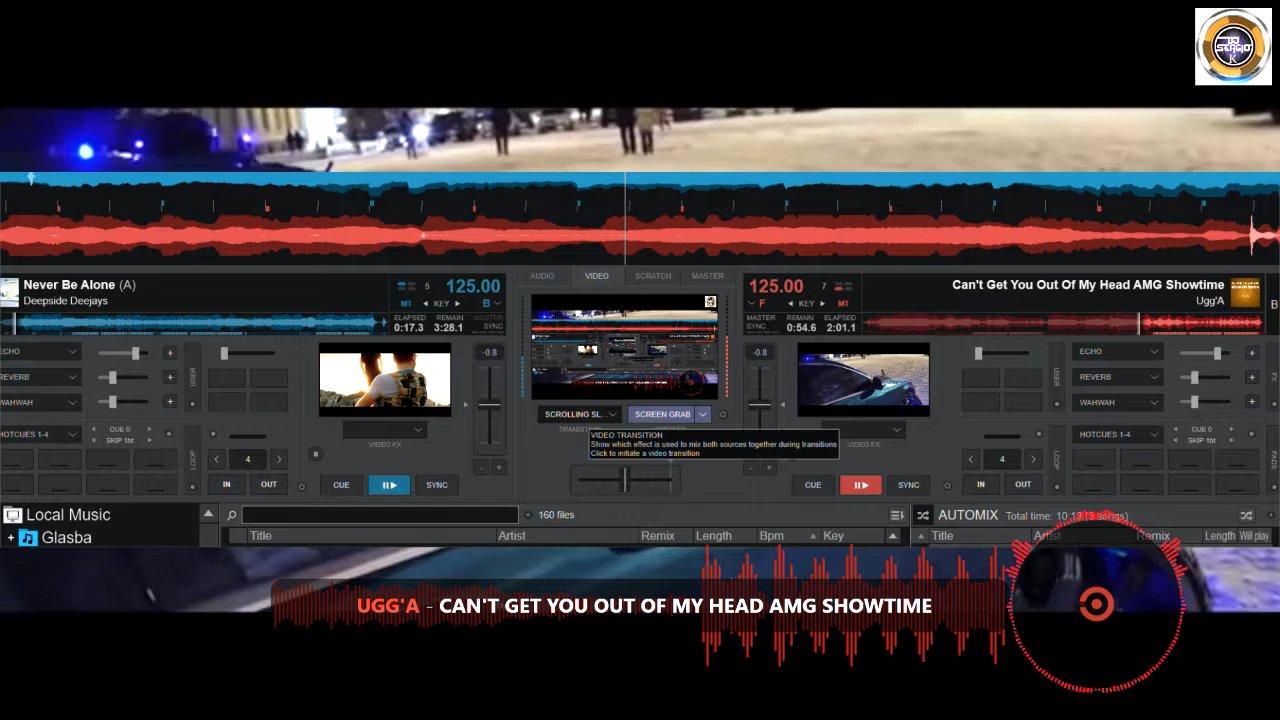 DJ
SERGIOT
K
AUDIO VIDEO SCRATCH MASTER
Never Be Alone (A)
Deepside Deejays
5 125.00
MT KEY B
ELAPSED REMAIN MASTER
0:17.3 3:28.1 SYNC
125.00 7
F KEY MT
MASTER REMAIN ELAPSED
SYNC 0:54.6 2:01.1
Can't Get You Out Of My Head AMG Showtime
Ugg'A
B
ECHO
REVERB
WAHWAH
HOTCUES 1-4
CUE 0
SKIP 1bt
USER
LOOP
4
IN OUT
VIDEO FX
-0.8
CUE SYNC
SCROLLING SL... SCREEN GRAB
VIDEO TRANSITION
Show which effect is used to mix both sources together during transitions
Click to initiate a video transition
-0.8
VIDEO FX
CUE SYNC
USER
LOOP
4
IN OUT
ECHO
REVERB
WAHWAH
HOTCUES 1-4
CUE 0
SKIP 1bt
FX
PADS
Local Music
+ Glasba
160 files
Title Artist Remix Length Bpm Key
AUTOMIX
Title Artist Remix Length Will play
UGG'A - CAN'T GET YOU OUT OF MY HEAD AMG SHOWTIME